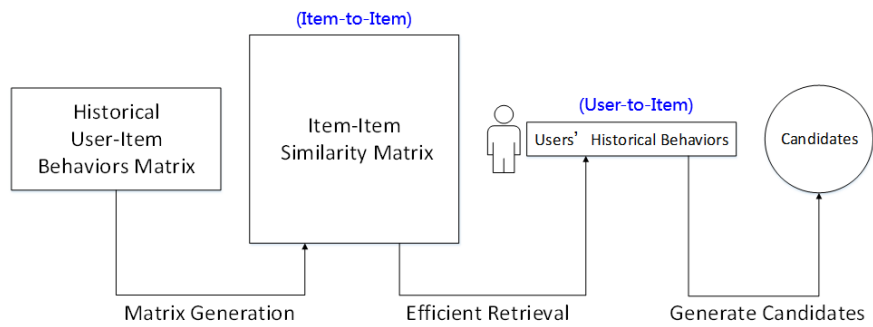 (Item-to-Item)
Historical
User-Item
Behaviors Matrix
Item-Item
Similarity Matrix
(User-to-Item)
Users’ Historical Behaviors
Candidates
Matrix Generation
Efficient Retrieval
Generate Candidates